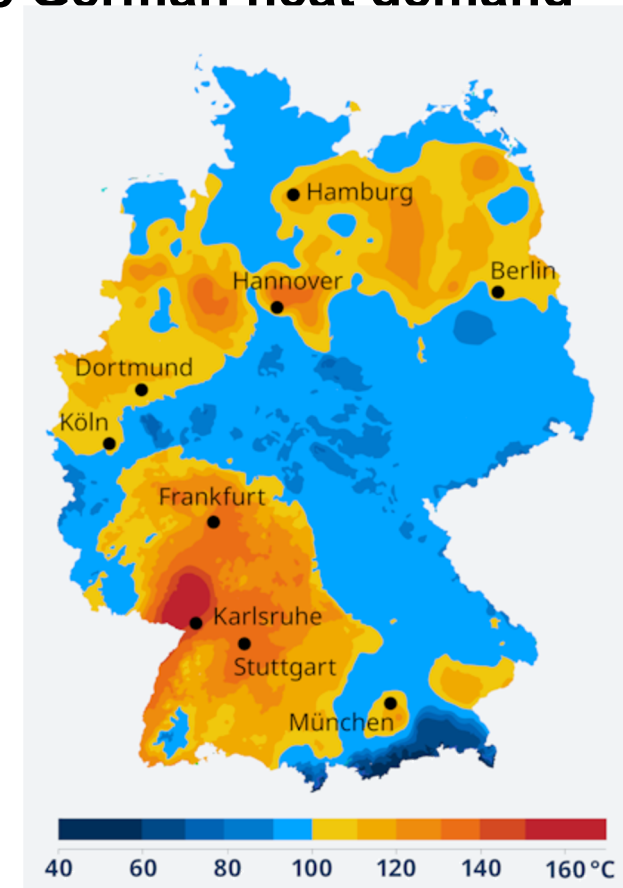 German heat demand
Hamburg
Berlin
Hannover
Dortmund
Köln
Frankfurt
Karlsruhe
Stuttgart
München
40 60 80 100 120 140 160 °C